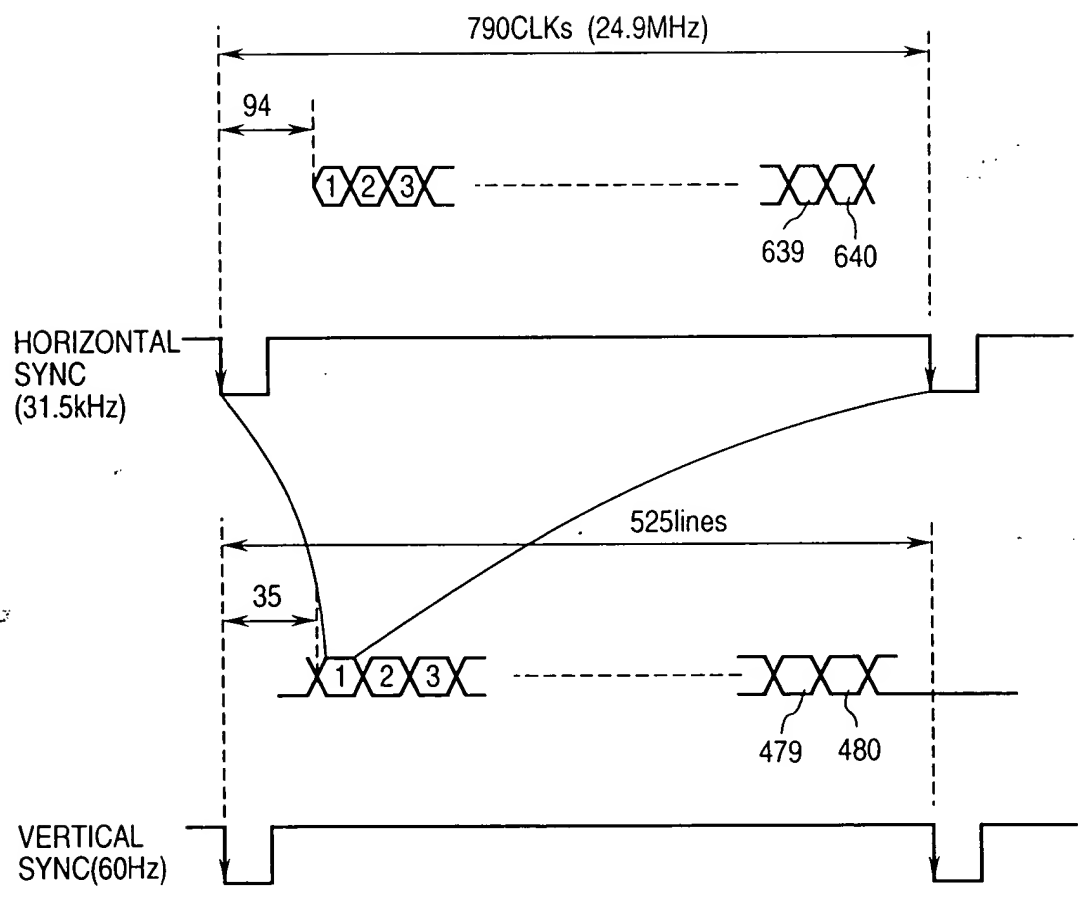 790CLKs (24.9MHz)
94
1 2 3
639 640
HORIZONTAL
SYNC
(31.5kHz)
525lines
35
1 2 3
479 480
VERTICAL
SYNC(60Hz)